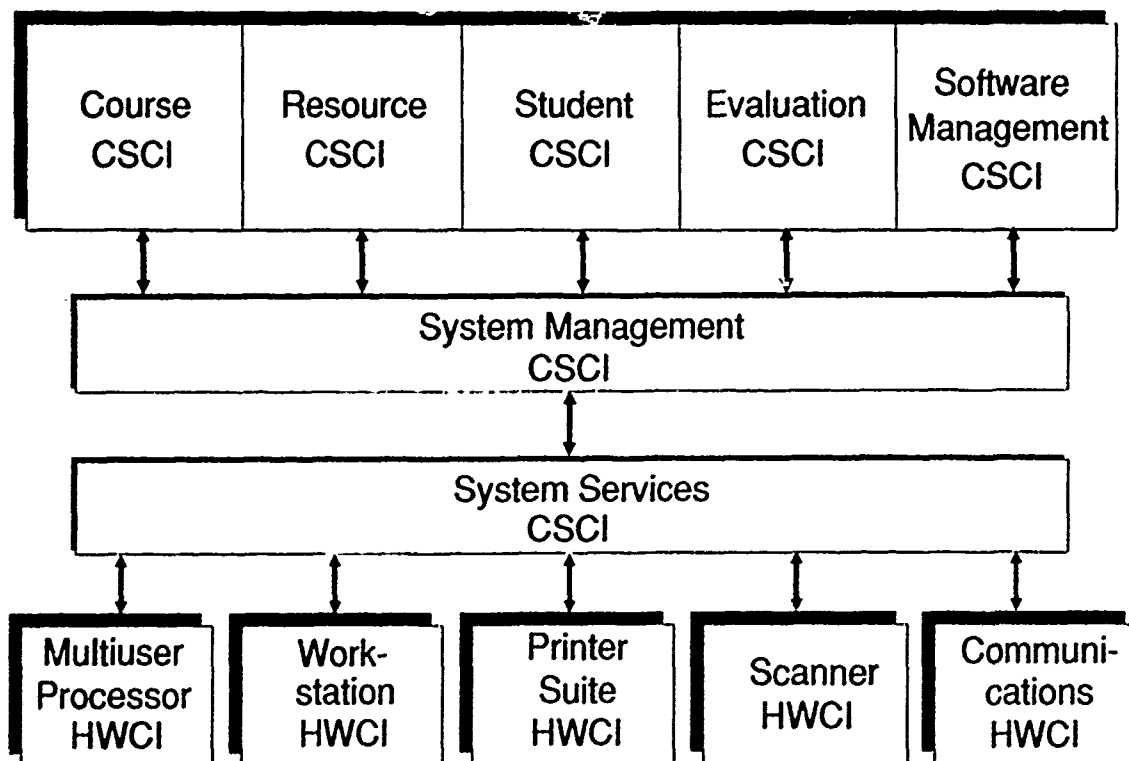 Course
CSCI
Resource
CSCI
Student
CSCI
Evaluation
CSCI
Software
Management
CSCI
System Management
CSCI
System Services
CSCI
Multiuser
Processor
HWCI
Work-
station
HWCI
Printer
Suite
HWCI
Scanner
HWCI
Communi-
cations
HWCI